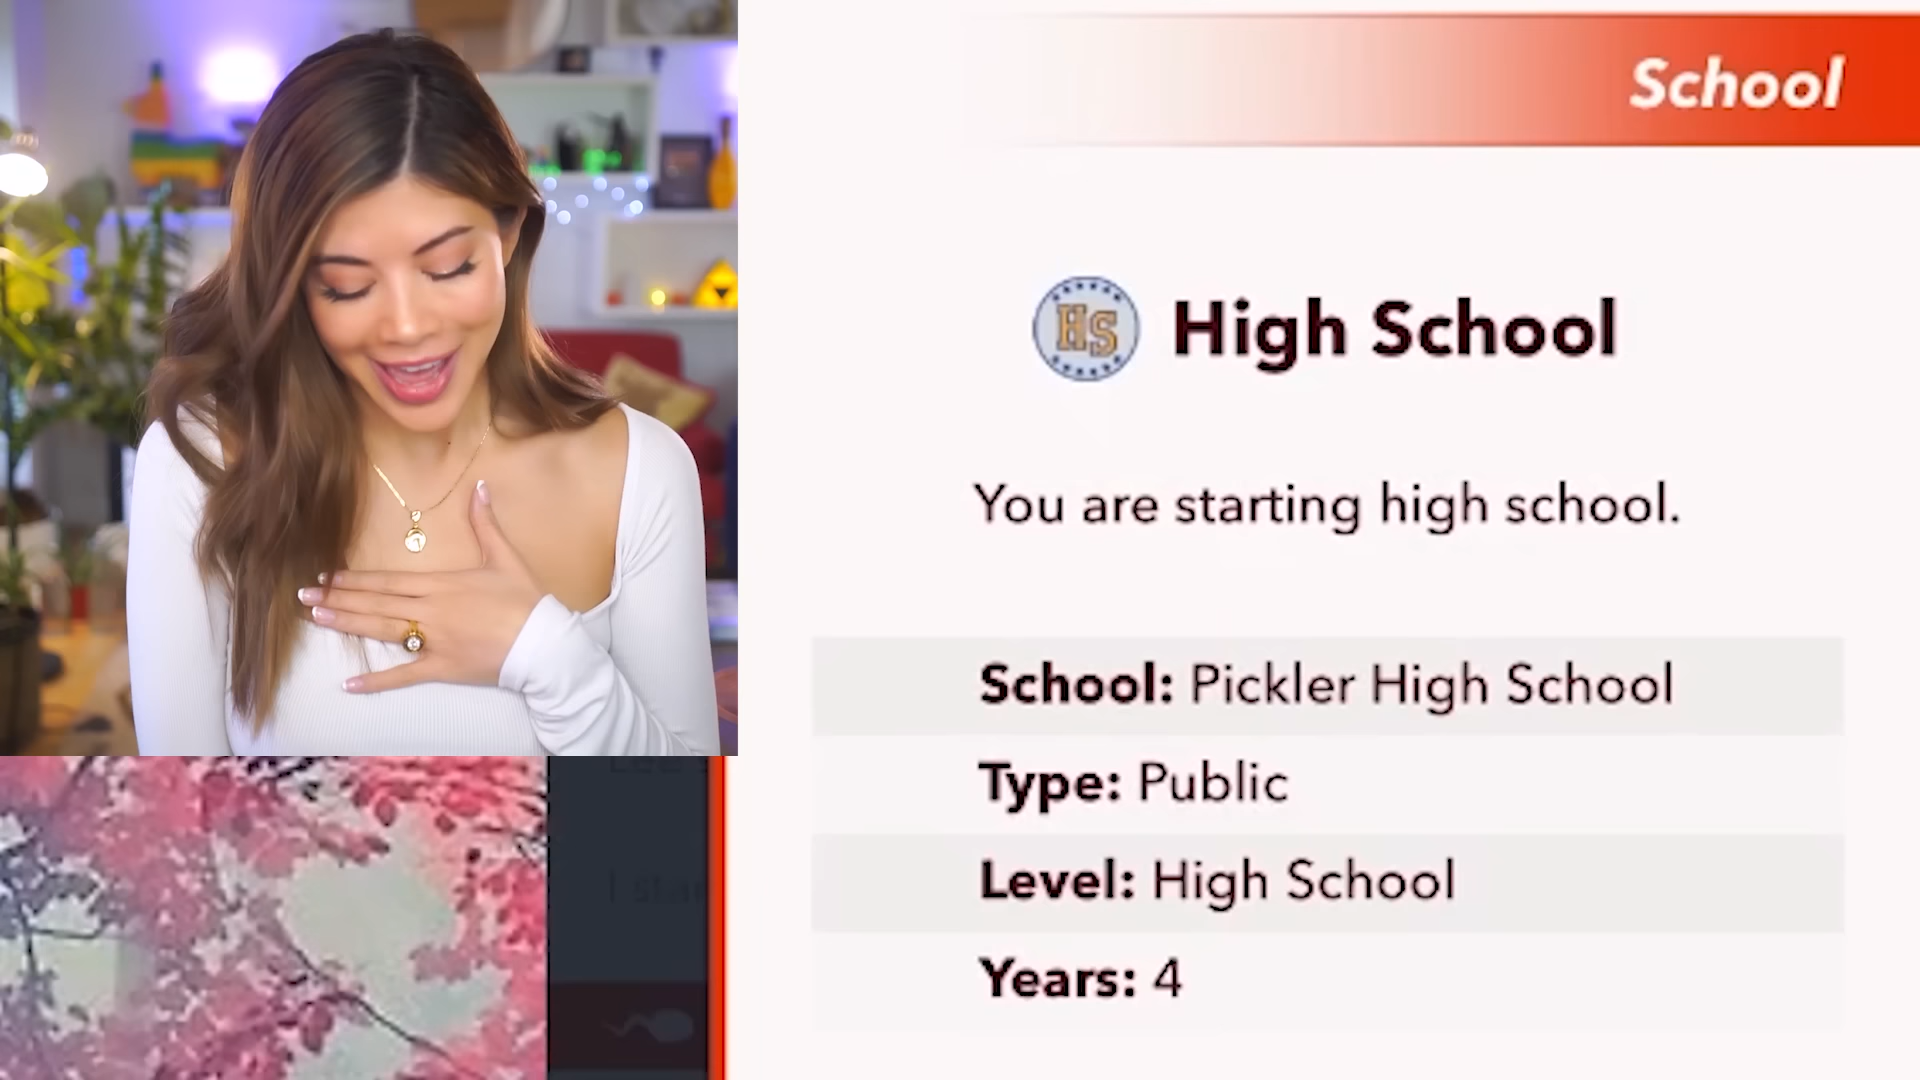 School
HS High School
You are starting high school.
School: Pickler High School
Type: Public
Level: High School
Years: 4